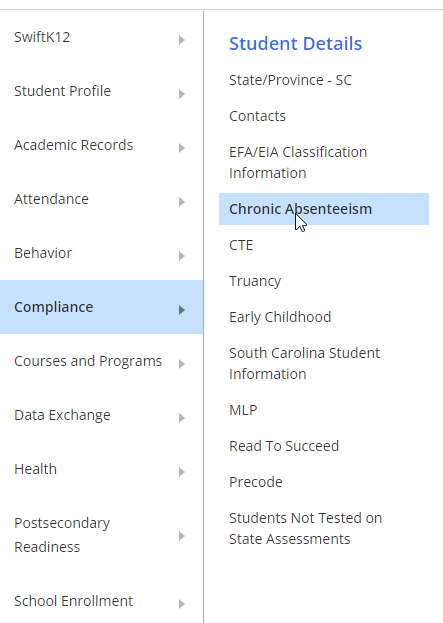 SwiftK12
Student Profile
Academic Records
Attendance
Behavior
Compliance
Courses and Programs
Data Exchange
Health
Postsecondary
Readiness
School Enrollment
Student Details
State/Province - SC
Contacts
EFA/EIA Classification
Information
Chronic Absenteeism
CTE
Truancy
Early Childhood
South Carolina Student
Information
MLP
Read To Succeed
Precode
Students Not Tested on
State Assessments